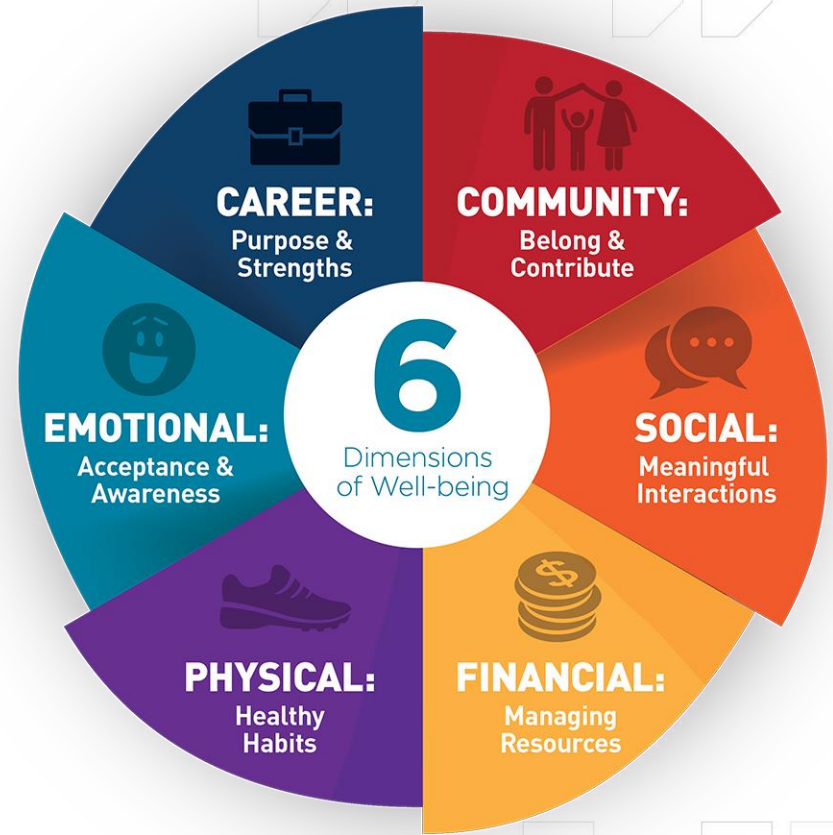 CAREER:
Purpose &
Strengths
COMMUNITY:
Belong &
Contribute
SOCIAL:
Meaningful
Interactions
FINANCIAL:
Managing
Resources
$
PHYSICAL:
Healthy
Habits
EMOTIONAL:
Acceptance &
Awareness
6
Dimensions
of Well-being